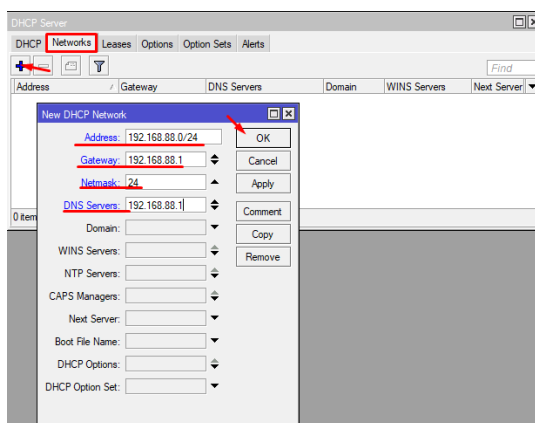 DHCP Server
DHCP Networks Leases Options Option Sets Alerts
Find
Address Gateway DNS Servers Domain WINS Servers Next Server
New DHCP Network
Address: 192.168.88.0/24 OK
Gateway: 192.168.88.1 Cancel
Netmask: 24 Apply
DNS Servers: 192.168.88.1 Comment
Domain: Copy
WINS Servers: Remove
NTP Servers:
CAPS Managers:
Next Server:
Boot File Name:
DHCP Options:
DHCP Option Set:
0 item